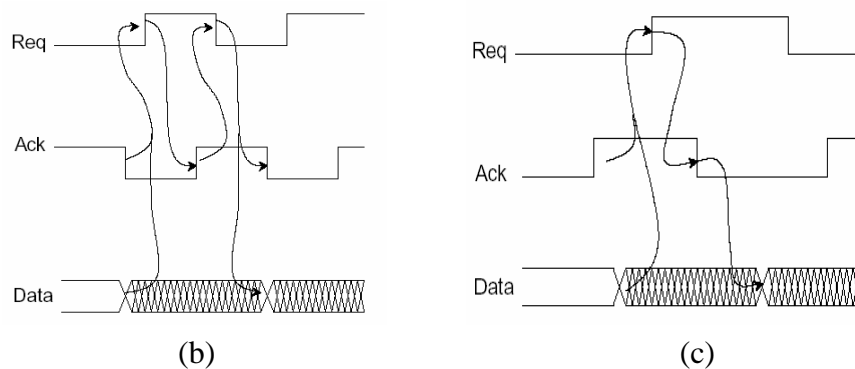 Req
Ack
Data
(b)
Req
Ack
Data
(c)